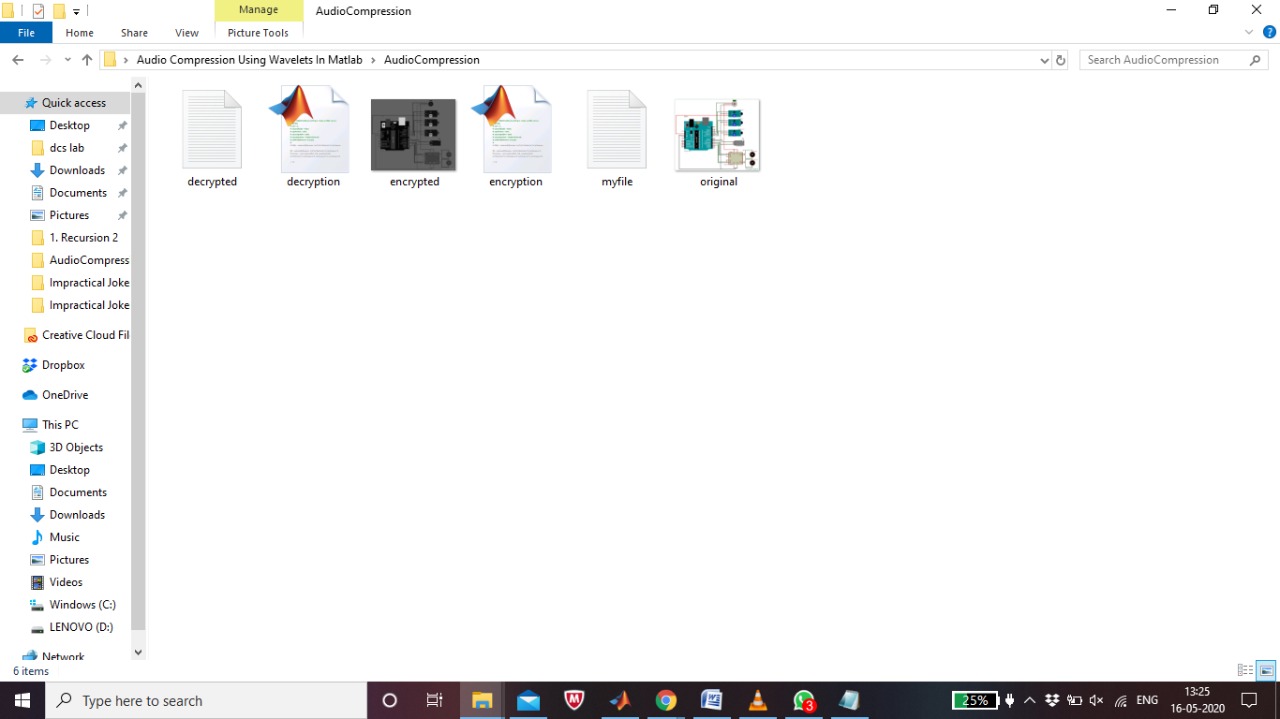 Manage
AudioCompression
File
Home
Share
View
Picture Tools
?
Audio Compression Using Wavelets In Matlab
AudioCompression
Search AudioCompression
Quick access
Desktop
dcs lab
Downloads
Documents
Pictures
1. Recursion 2
AudioCompress
Impractical Joke
Impractical Joke
Creative Cloud Fil
Dropbox
OneDrive
This PC
3D Objects
Desktop
Documents
Downloads
Music
Pictures
Videos
Windows (C:)
LENOVO (D:)
Network
decrypted
decryption
encrypted
encryption
myfile
original
6 items
Type here to search
3
25%
ENG
13:25
16-05-2020